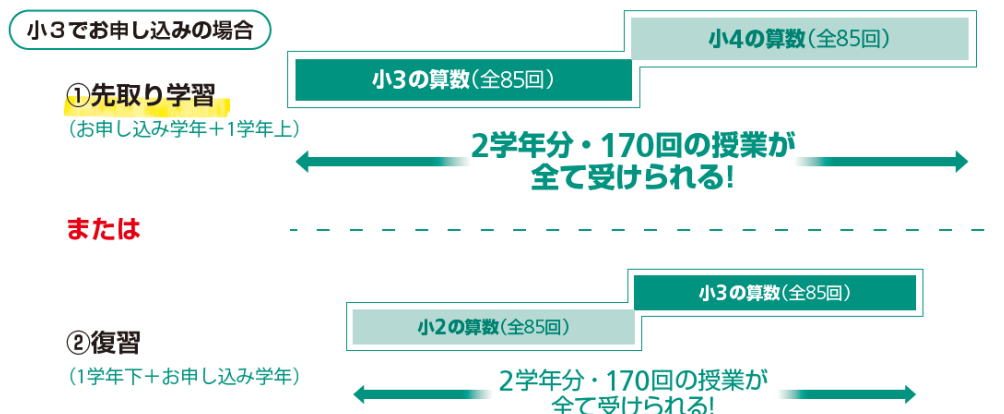 小3でお申し込みの場合
小4の算数(全85回)
小3の算数(全85回)
①先取り学習
(お申し込み学年+1学年上)
2学年分・170回の授業が
全て受けられる!
または
小3の算数(全85回)
小2の算数(全85回)
②復習
(1学年下+お申し込み学年)
2学年分・170回の授業が
全て受けられる!